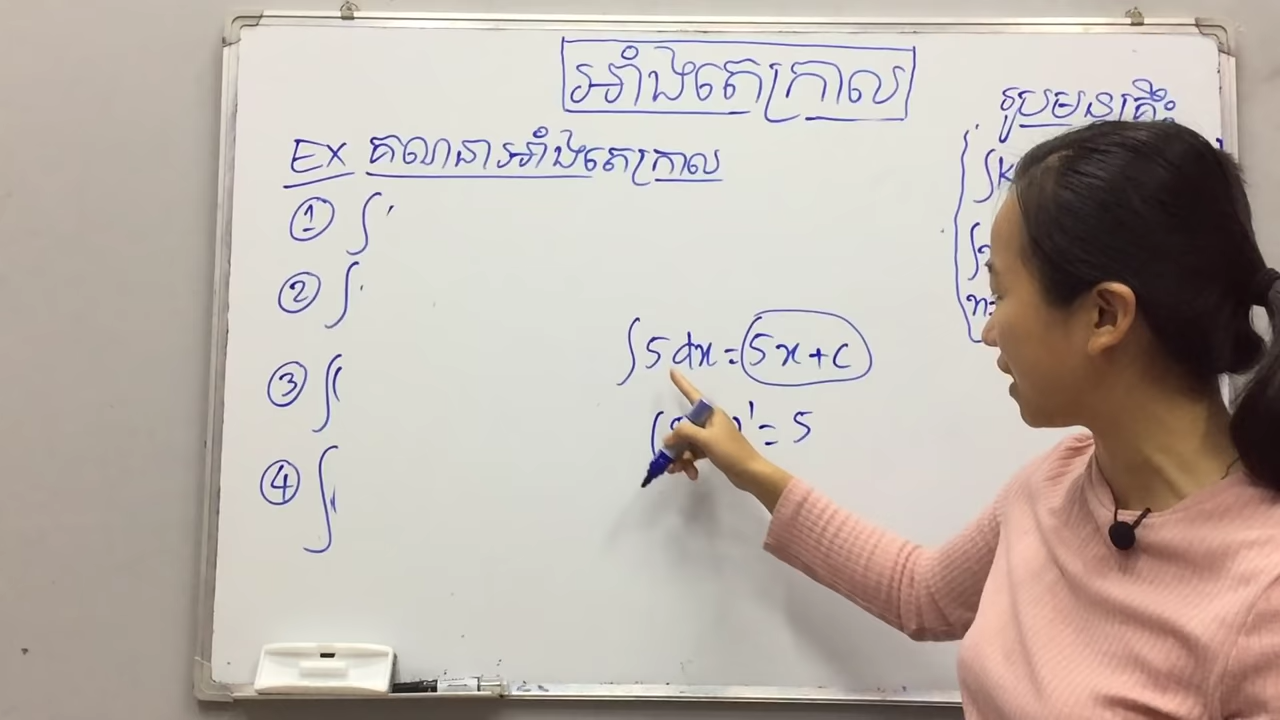 អាំងតេក្រាល
រូបមន្តគ្រឹះ
EX គណនាអាំងតេក្រាល
① ∫
② ∫
③ ∫
④ ∫
∫5dx=5x+c
)'=5
∫k
∫
n=